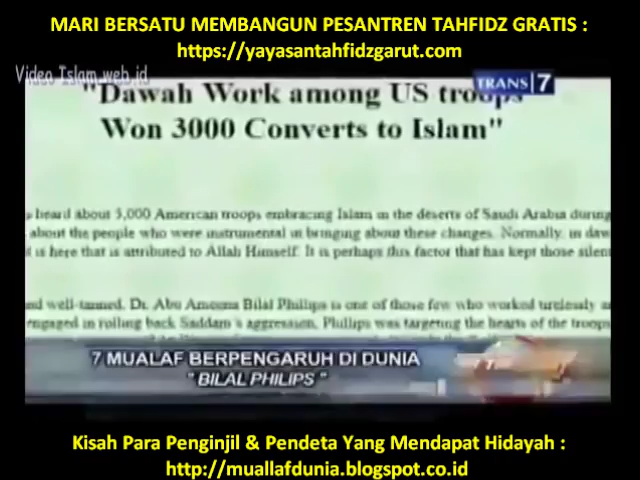 MARI BERSATU MEMBANGUN PESANTREN TAHFIDZ GRATIS :
https://yayasantahfidzgarut.com
Video Islam.web.id
TRANS|7
"Dawah Work among US troops
Won 3000 Converts to Islam"
heard about 3,000 American troops embracing Islam in the deserts of Saudi Arabia during
about the people who were instrumental in bringing about these changes. Normally, in daw
is here that is attributed to Allah Himself. It is perhaps this factor that has kept those silent
and well-tanned, Dr. Abu Ameena Bilal Phillips is one of those few who worked tirelessly
engaged in rolling back Saddam's aggression, Phillips was targeting the hearts of the troops
7 MUALAF BERPENGARUH DI DUNIA
"BILAL PHILIPS"
Kisah Para Penginjil & Pendeta Yang Mendapat Hidayah :
http://muallafdunia.blogspot.co.id